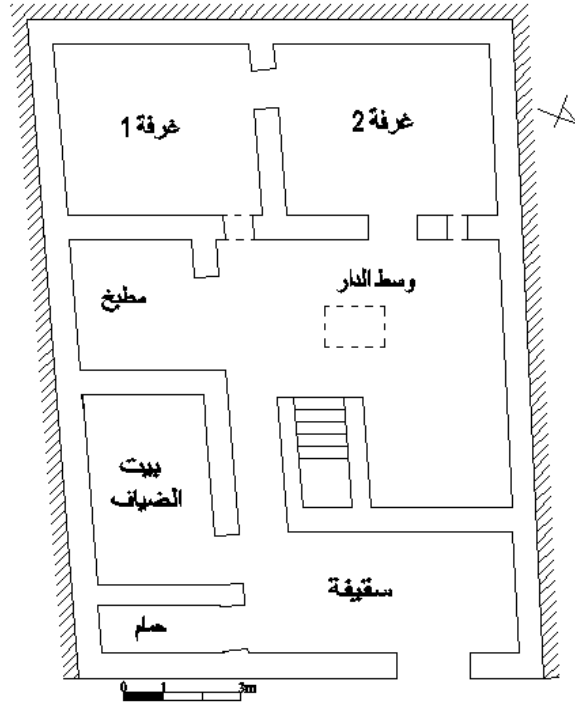 غرفة 1
غرفة 2
وسط الدار
مطبخ
بيت
الضياف
سقيفة
حمام
0 1 3m